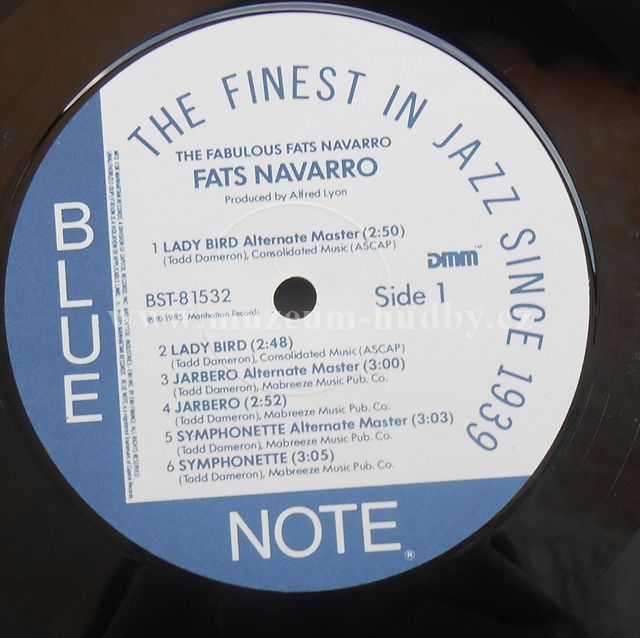 THE FINEST IN JAZZ SINCE 1939
THE FABULOUS FATS NAVARRO
FATS NAVARRO
Produced by Alfred Lyon
1 LADY BIRD Alternate Master (2:50)
(Tadd Dameron), Consolidated Music (ASCAP)
DMM
BST-81532
Side 1
℗ © 1985 Manhattan Records
www.muzeum-hudby.cz
2 LADY BIRD (2:48)
(Tadd Dameron), Consolidated Music (ASCAP)
3 JARBERO Alternate Master (3:00)
(Tadd Dameron), Mabreeze Music Pub. Co.
4 JARBERO (2:52)
(Tadd Dameron), Mabreeze Music Pub. Co.
5 SYMPHONETTE Alternate Master (3:03)
(Tadd Dameron), Mabreeze Music Pub. Co.
6 SYMPHONETTE (3:05)
(Tadd Dameron), Mabreeze Music Pub. Co.
BLUE
NOTE®